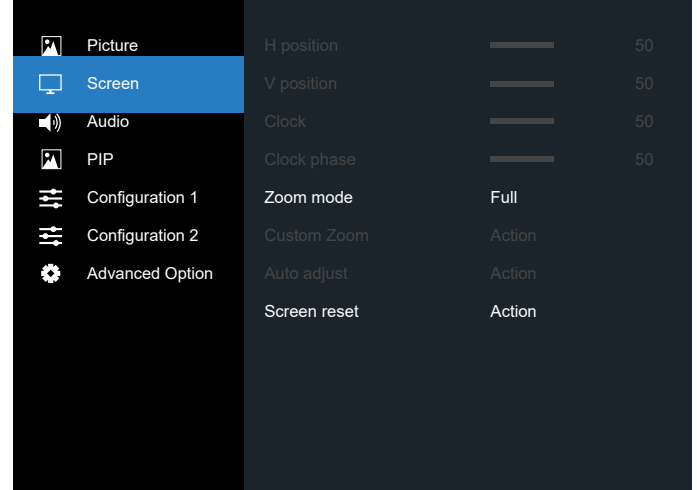 Picture
Screen
Audio
PIP
Configuration 1
Configuration 2
Advanced Option
H position 50
V position 50
Clock 50
Clock phase 50
Zoom mode Full
Custom Zoom Action
Auto adjust Action
Screen reset Action